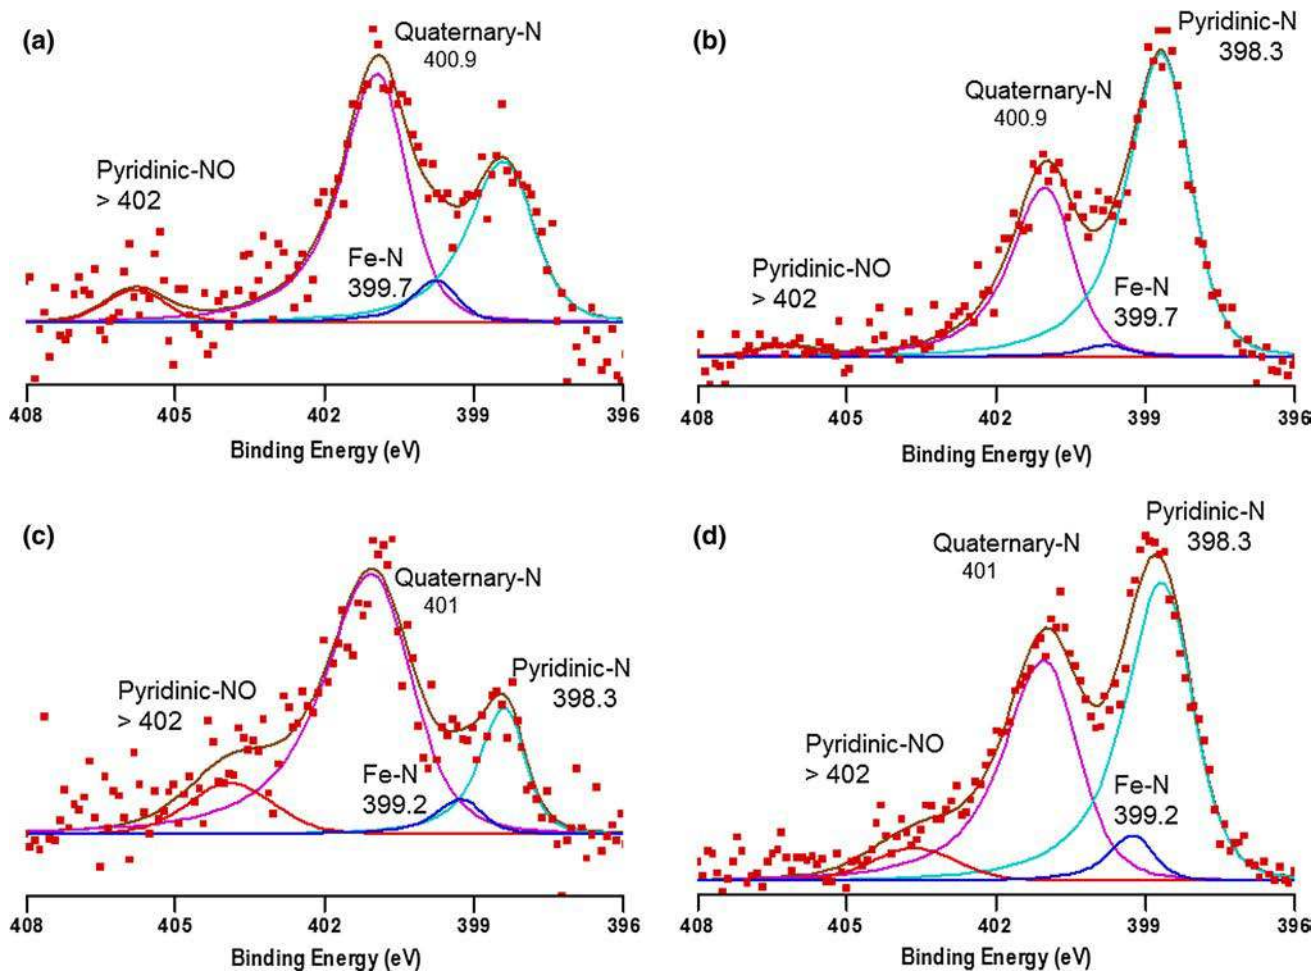 (a)
Quaternary-N
400.9
Pyridinic-NO
> 402
Fe-N
399.7
408 405 402 399 396
Binding Energy (eV)
(b)
Pyridinic-N
398.3
Quaternary-N
400.9
Pyridinic-NO
> 402
Fe-N
399.7
408 405 402 399 396
Binding Energy (eV)
(c)
Quaternary-N
401
Pyridinic-N
398.3
Pyridinic-NO
> 402
Fe-N
399.2
408 405 402 399 396
Binding Energy (eV)
(d)
Pyridinic-N
398.3
Quaternary-N
401
Pyridinic-NO
> 402
Fe-N
399.2
408 405 402 399 396
Binding Energy (eV)